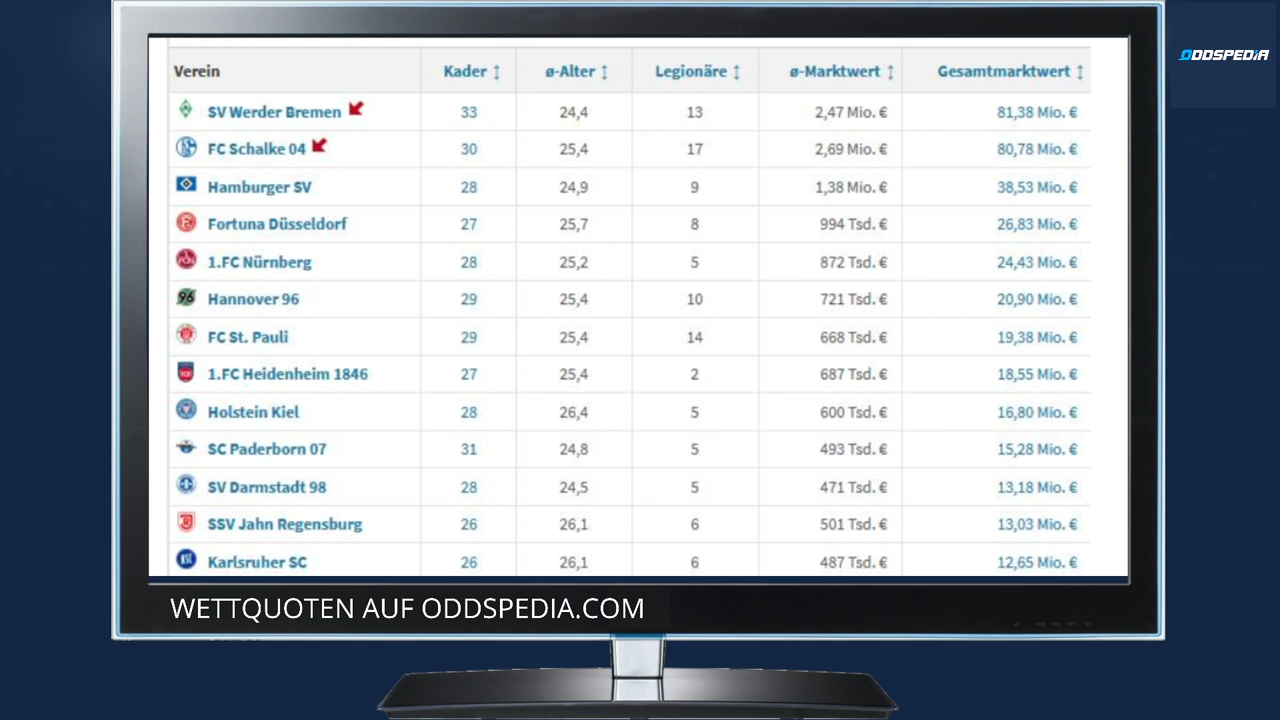 ODDSPEDIA
Verein Kader ø-Alter Legionäre ø-Marktwert Gesamtmarktwert
SV Werder Bremen 33 24,4 13 2,47 Mio. € 81,38 Mio. €
FC Schalke 04 30 25,4 17 2,69 Mio. € 80,78 Mio. €
Hamburger SV 28 24,9 9 1,38 Mio. € 38,53 Mio. €
Fortuna Düsseldorf 27 25,7 8 994 Tsd. € 26,83 Mio. €
1.FC Nürnberg 28 25,2 5 872 Tsd. € 24,43 Mio. €
Hannover 96 29 25,4 10 721 Tsd. € 20,90 Mio. €
FC St. Pauli 29 25,4 14 668 Tsd. € 19,38 Mio. €
1.FC Heidenheim 1846 27 25,4 2 687 Tsd. € 18,55 Mio. €
Holstein Kiel 28 26,4 5 600 Tsd. € 16,80 Mio. €
SC Paderborn 07 31 24,8 5 493 Tsd. € 15,28 Mio. €
SV Darmstadt 98 28 24,5 5 471 Tsd. € 13,18 Mio. €
SSV Jahn Regensburg 26 26,1 6 501 Tsd. € 13,03 Mio. €
Karlsruher SC 26 26,1 6 487 Tsd. € 12,65 Mio. €
WETTQUOTEN AUF ODDSPEDIA.COM